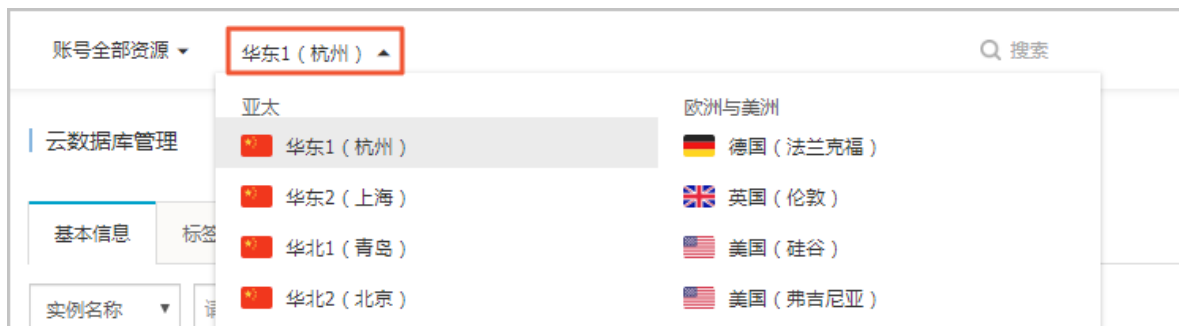 账号全部资源 华东1（杭州） 搜索
亚太 欧洲与美洲
云数据库管理 华东1（杭州） 德国（法兰克福）
华东2（上海） 英国（伦敦）
基本信息 标签 华北1（青岛） 美国（硅谷）
实例名称 华北2（北京） 美国（弗吉尼亚）